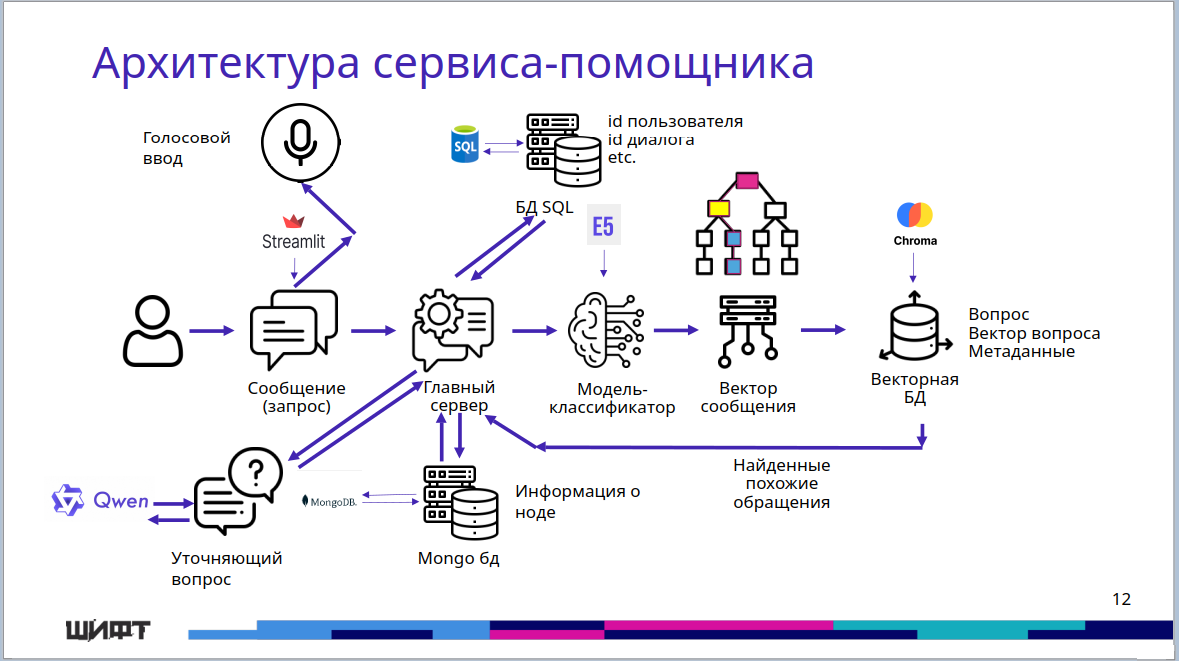 Архитектура сервиса-помощника
Голосовой
ввод
SQL
id пользователя
id диалога
etc.
БД SQL
E5
Streamlit
Chroma
Вопрос
Вектор вопроса
Метаданные
Сообщение
(запрос)
Главный
сервер
Модель-
классификатор
Вектор
сообщения
Векторная
БД
Найденные
похожие
обращения
Qwen
?
MongoDB.
Информация о
ноде
Уточняющий
вопрос
Mongo бд
12
ШИФТ